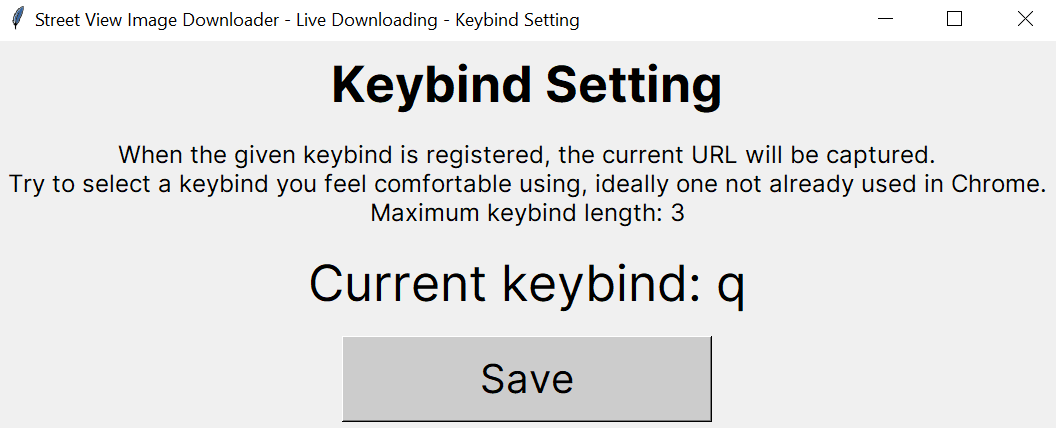 Street View Image Downloader - Live Downloading - Keybind Setting
Keybind Setting
When the given keybind is registered, the current URL will be captured.
Try to select a keybind you feel comfortable using, ideally one not already used in Chrome.
Maximum keybind length: 3
Current keybind: q
Save